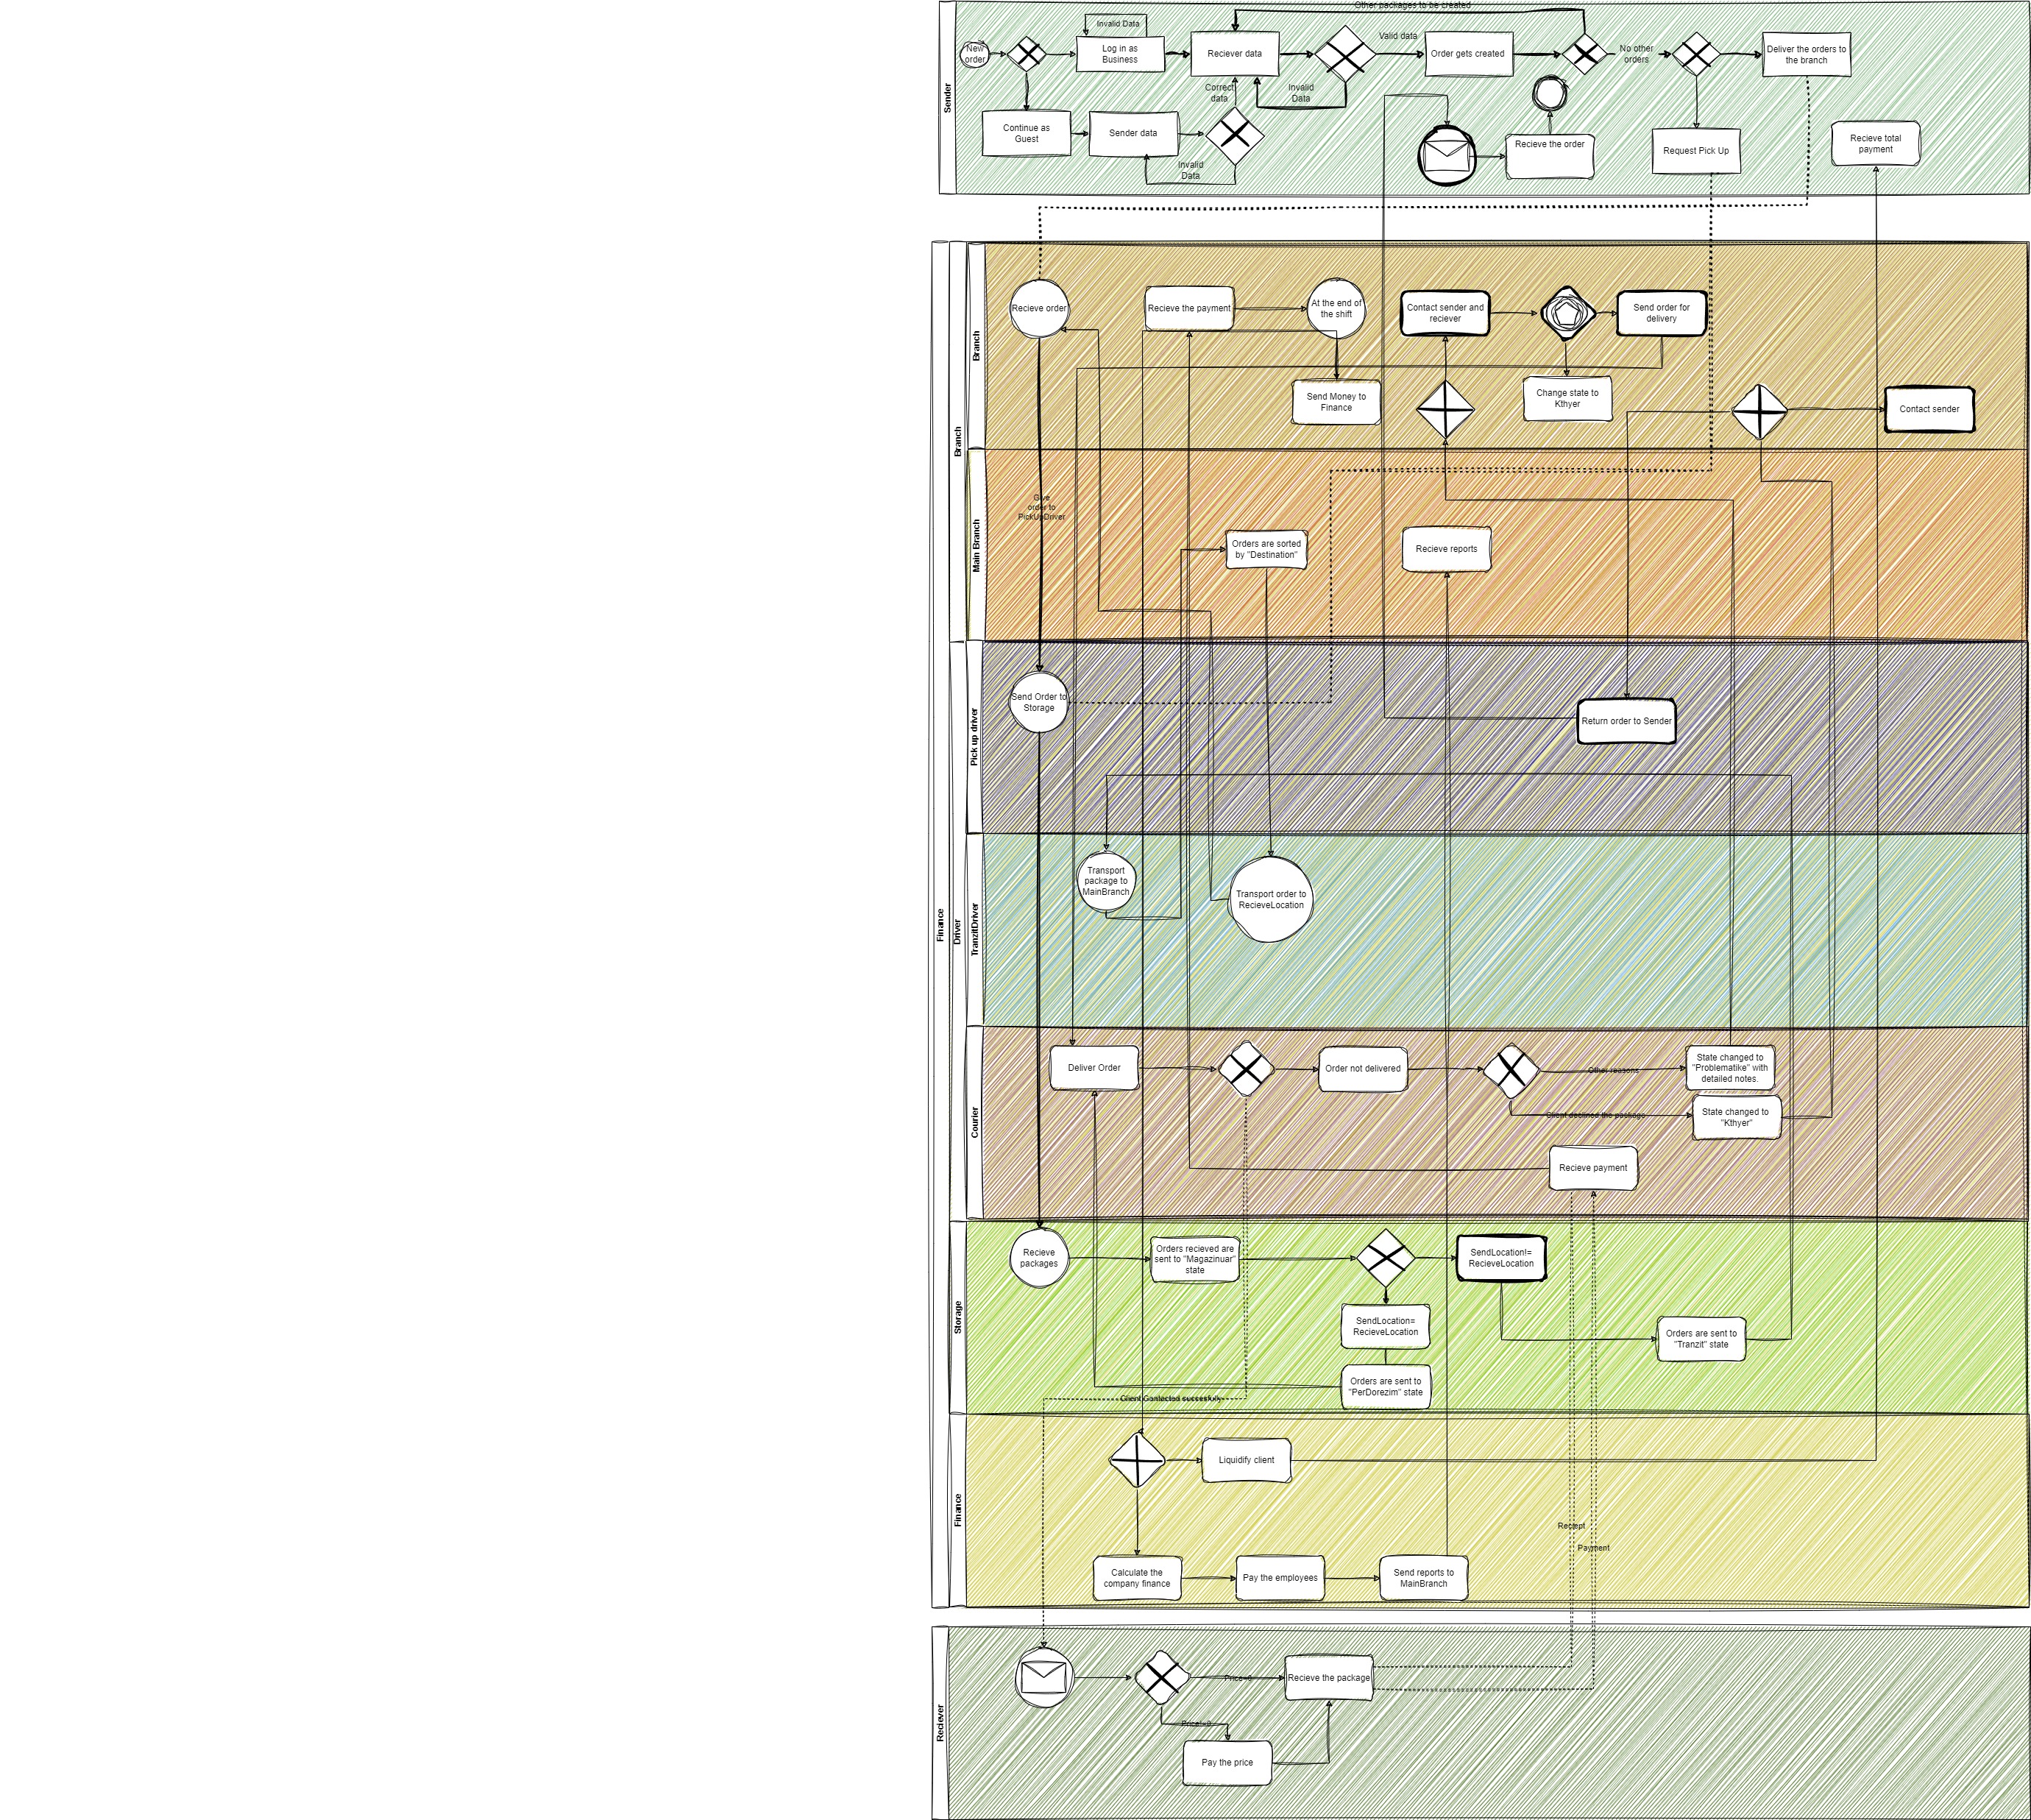 Other packages to be created
Invalid Data
New
order
Log in as
Business
Reciever data
Valid data
Order gets created
No other
orders
Deliver the orders to
the branch
Correct
data
Invalid
Data
Sender
Continue as
Guest
Sender data
Invalid
Data
Recieve the order
Request Pick Up
Recieve total
payment
Finance
Branch
Branch
Recieve order
Recieve the payment
At the end of
the shift
Contact sender and
reciever
Send order for
delivery
Send Money to
Finance
Change state to
Kthyer
Contact sender
Main Branch
Give
order to
PickUpDriver
Orders are sorted
by "Destination"
Recieve reports
Driver
Pick up driver
Send Order to
Storage
Return order to Sender
TranzitDriver
Transport
package to
MainBranch
Transport order to
RecieveLocation
Courier
Deliver Order
Order not delivered
Other reasons
State changed to
"Problematike" with
detailed notes.
Client declined the package
State changed to
"Kthyer"
Recieve payment
Storage
Recieve
packages
Orders recieved are
sent to "Magazinuar"
state
SendLocation!=
RecieveLocation
SendLocation=
RecieveLocation
Orders are sent to
"Tranzit" state
Orders are sent to
"PerDorezim" state
Client Contacted succesfully
Finance
Liquidify client
Reciept
Payment
Calculate the
company finance
Pay the employees
Send reports to
MainBranch
Reciever
Price=0
Recieve the package
Price!=0
Pay the price